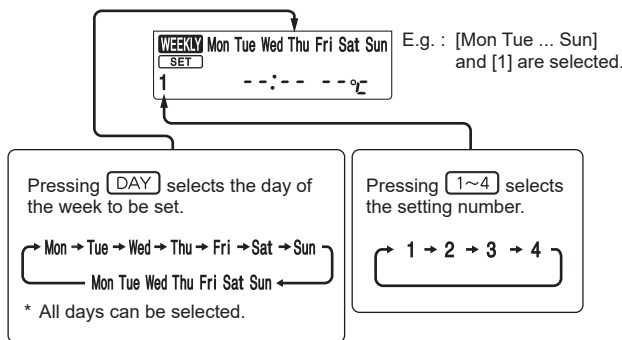 WEEKLY Mon Tue Wed Thu Fri Sat Sun
SET
1 --:-- --°C
E.g. : [Mon Tue ... Sun]
and [1] are selected.
Pressing DAY selects the day of
the week to be set.
Mon → Tue → Wed → Thu → Fri → Sat → Sun
Mon Tue Wed Thu Fri Sat Sun
* All days can be selected.
Pressing 1~4 selects
the setting number.
1 → 2 → 3 → 4